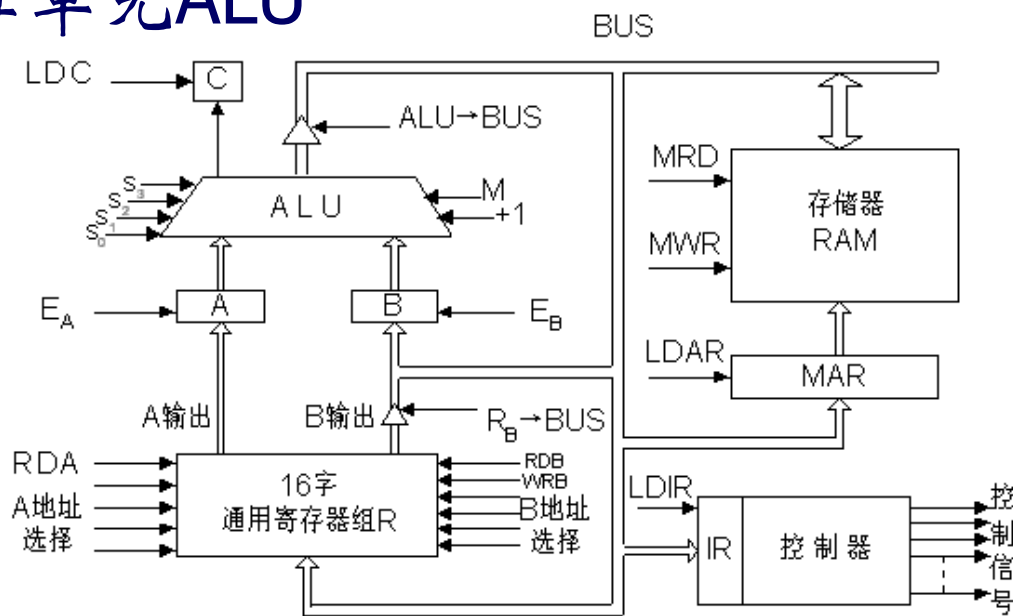 单元ALU
BUS
LDC
C
ALU→BUS
MRD
S3
S2
S1
S0
ALU
M
+1
存储器
RAM
MWR
EA
A
B
EB
LDAR
MAR
A输出
B输出
RB→BUS
RDA
A地址
选择
16字
通用寄存器组R
RDB
WRB
B地址
选择
LDIR
IR
控制器
控
制
信
号